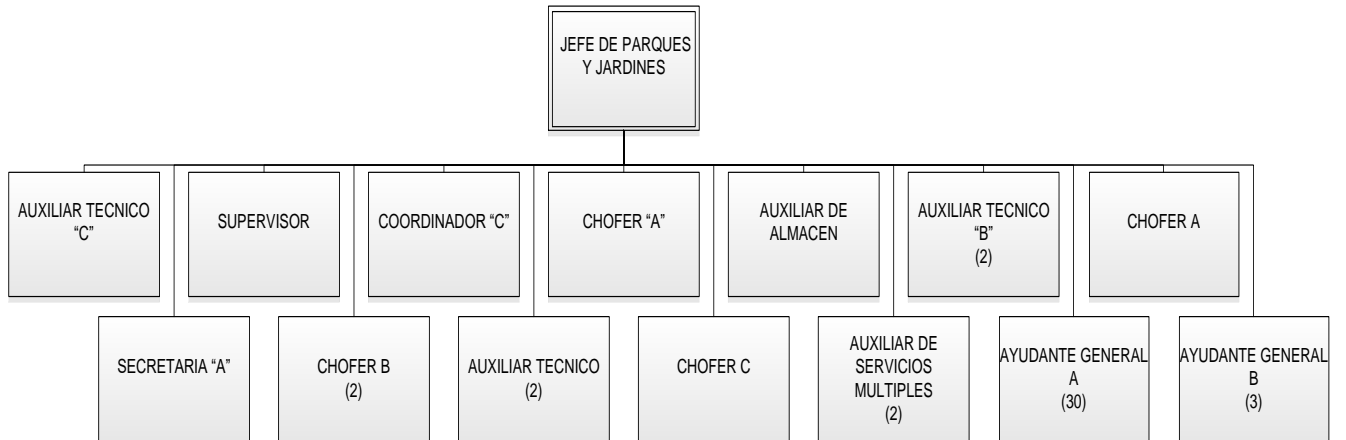 JEFE DE PARQUES
Y JARDINES
AUXILIAR TECNICO
“C”
SUPERVISOR
COORDINADOR “C”
CHOFER “A”
AUXILIAR DE
ALMACEN
AUXILIAR TECNICO
“B”
(2)
CHOFER A
SECRETARIA “A”
CHOFER B
(2)
AUXILIAR TECNICO
(2)
CHOFER C
AUXILIAR DE
SERVICIOS
MULTIPLES
(2)
AYUDANTE GENERAL
A
(30)
AYUDANTE GENERAL
B
(3)